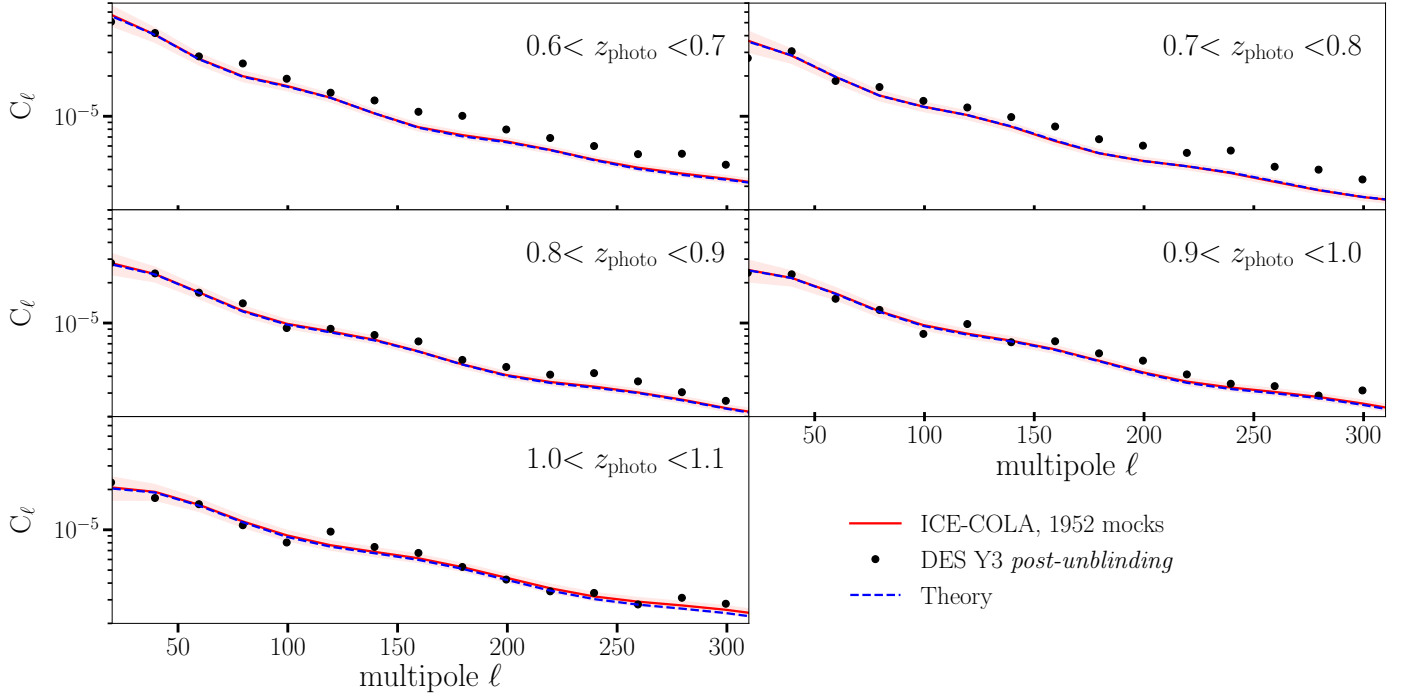 0.6< z_photo <0.7
0.7< z_photo <0.8
C_ℓ
10^−5
0.8< z_photo <0.9
0.9< z_photo <1.0
C_ℓ
10^−5
50 100 150 200 250 300
multipole ℓ
1.0< z_photo <1.1
C_ℓ
10^−5
ICE-COLA, 1952 mocks
DES Y3 post-unblinding
Theory
50 100 150 200 250 300
multipole ℓ